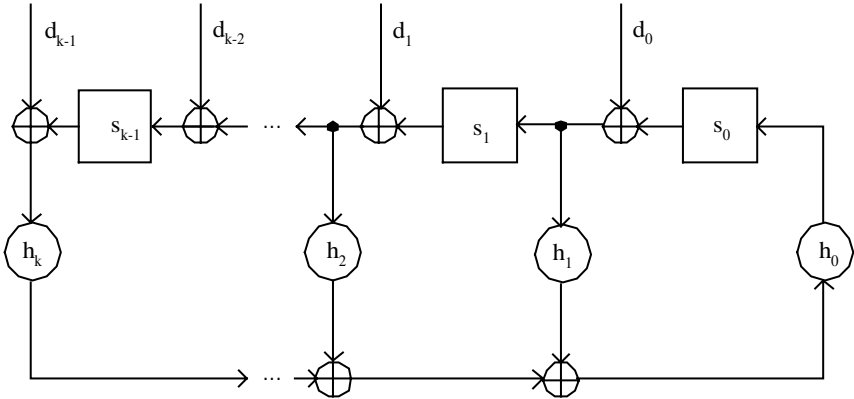 d_{k-1} d_{k-2} d_1 d_0
s_{k-1} ... s_1 s_0
h_k h_2 h_1 h_0
...